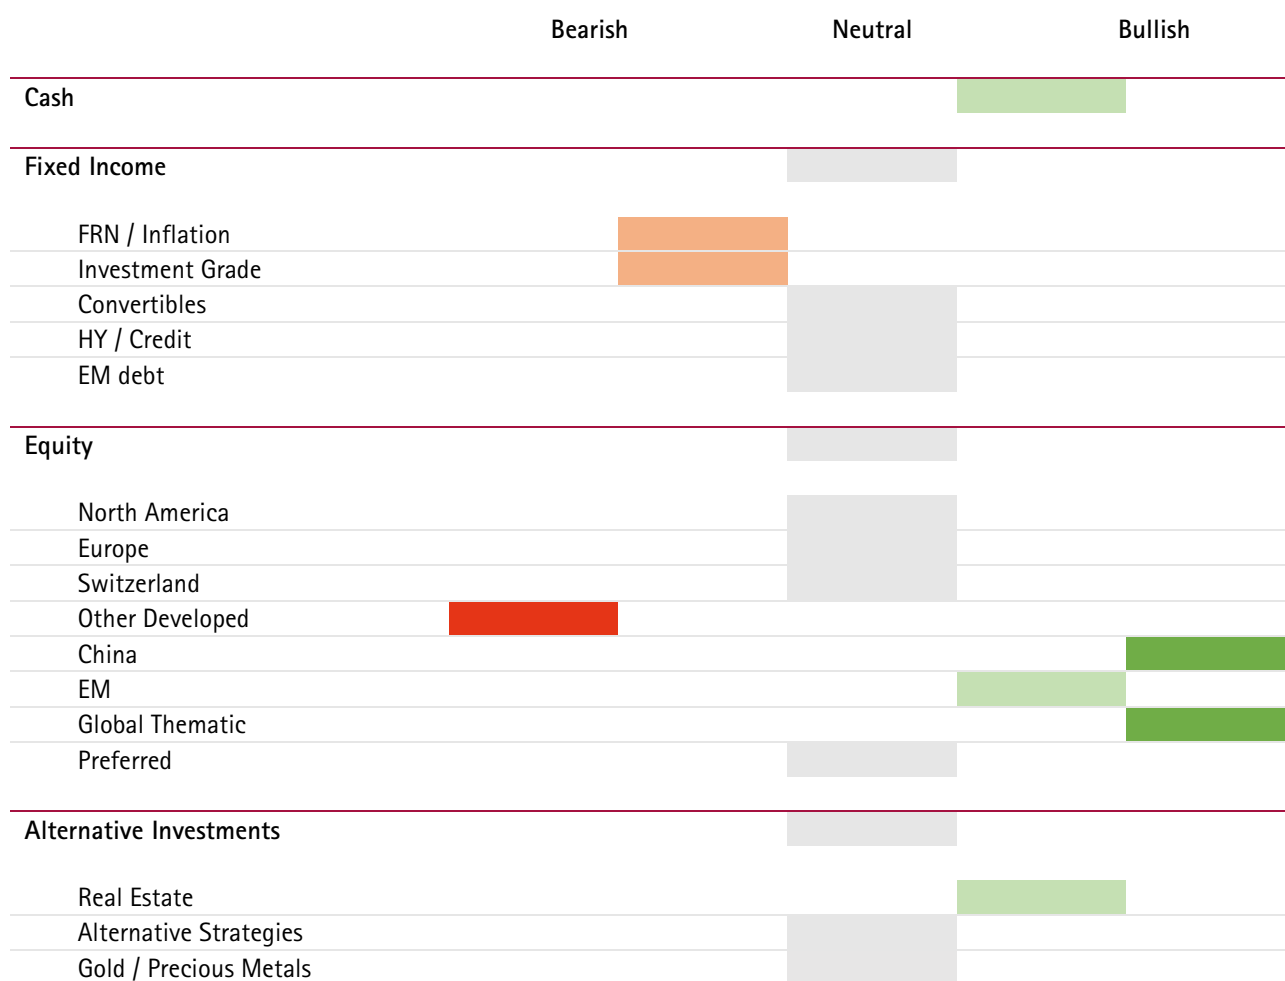 Bearish Neutral Bullish
Cash
Fixed Income
FRN / Inflation
Investment Grade
Convertibles
HY / Credit
EM debt
Equity
North America
Europe
Switzerland
Other Developed
China
EM
Global Thematic
Preferred
Alternative Investments
Real Estate
Alternative Strategies
Gold / Precious Metals